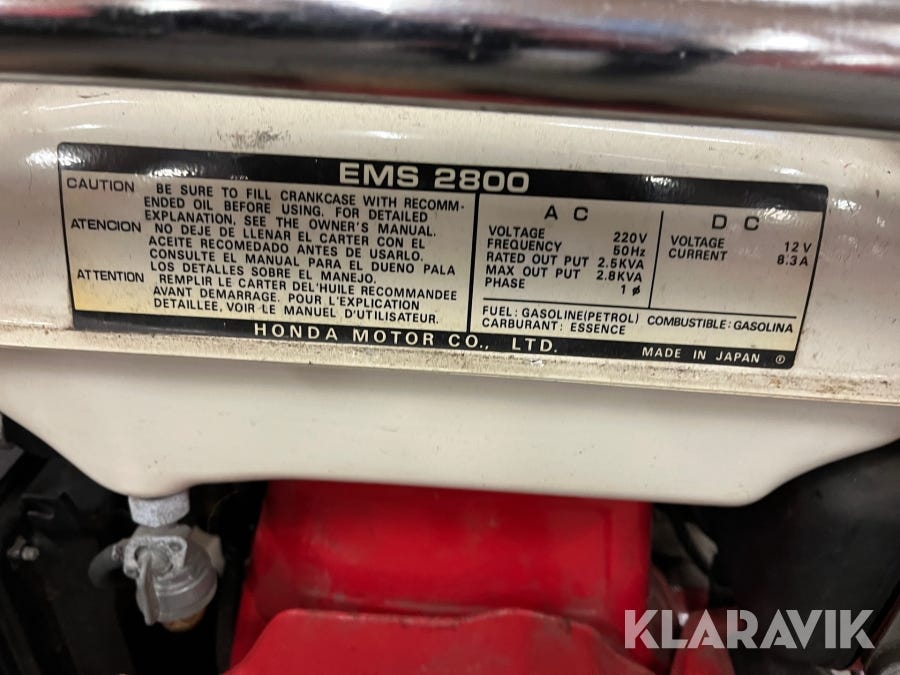 EMS 2800
CAUTION BE SURE TO FILL CRANKCASE WITH RECOMM-
ENDED OIL BEFORE USING. FOR DETAILED
EXPLANATION, SEE THE OWNER'S MANUAL.
ATENCION NO DEJE DE LLENAR EL CARTER CON EL
ACEITE RECOMEDADO ANTES DE USARLO.
CONSULTE EL MANUAL PARA EL DUENO PALA
LOS DETALLES SOBRE EL MANEJO.
ATTENTION REMPLIR LE CARTER DEL'HUILE RECOMMANDEE
AVANT DEMARRAGE. POUR L'EXPLICATION
DETAILLEE, VOIR LE MANUEL D'UTILISATEUR.
AC
VOLTAGE 220V
FREQUENCY 50Hz
RATED OUT PUT 2.5KVA
MAX OUT PUT 2.8KVA
PHASE 1 ø
DC
VOLTAGE 12V
CURRENT 8.3A
FUEL: GASOLINE(PETROL) COMBUSTIBLE: GASOLINA
CARBURANT: ESSENCE
HONDA MOTOR CO., LTD. MADE IN JAPAN
KLARAVIK